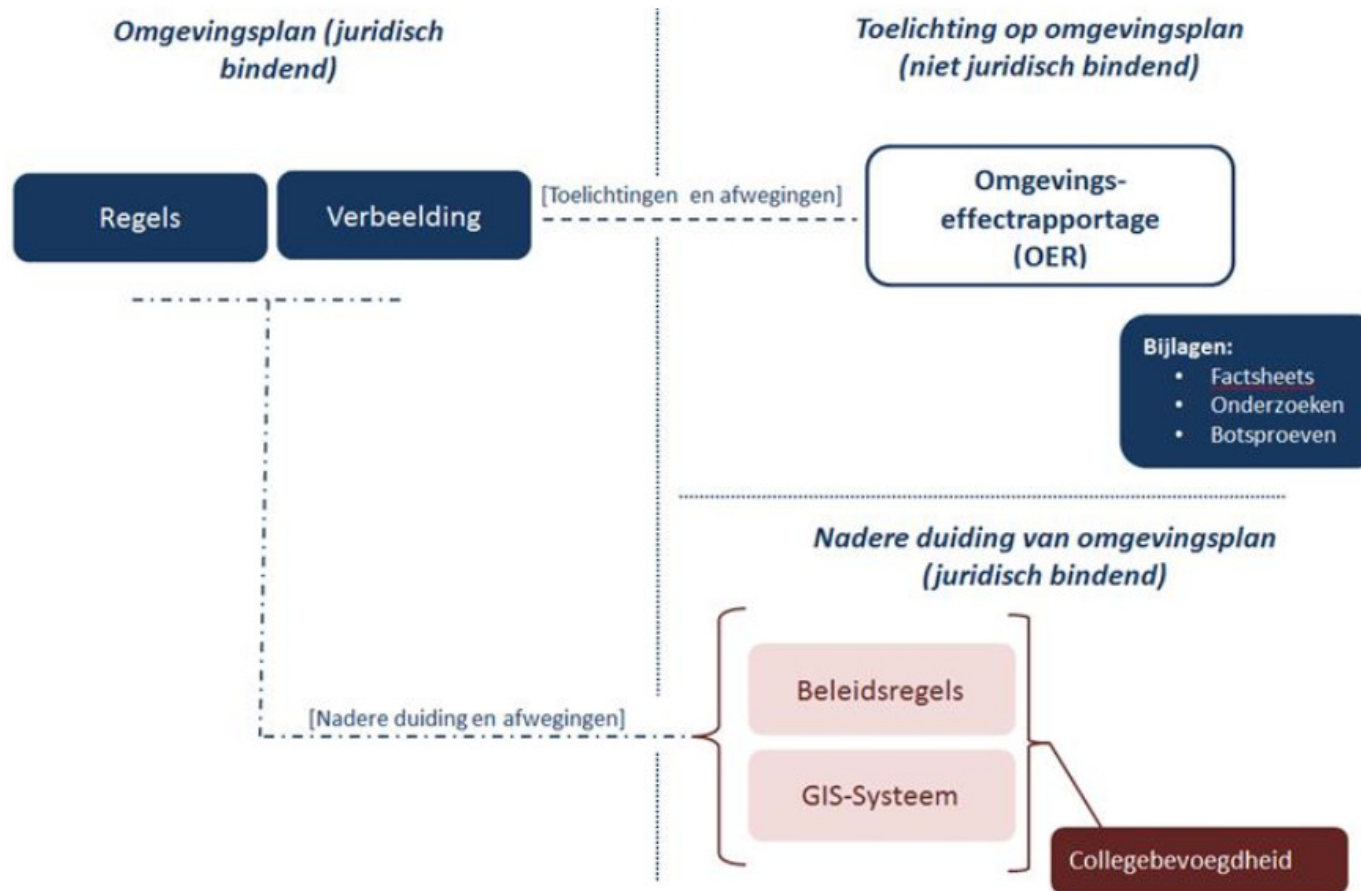 Omgevingsplan (juridisch
bindend)
Toelichting op omgevingsplan
(niet juridisch bindend)
Regels
Verbeelding
[Toelichtingen en afwegingen]
Omgevings-
effectrapportage
(OER)
Bijlagen:
• Factsheets
• Onderzoeken
• Botsproeven
Nadere duiding van omgevingsplan
(juridisch bindend)
[Nadere duiding en afwegingen]
Beleidsregels
GIS-Systeem
Collegebevoegdheid